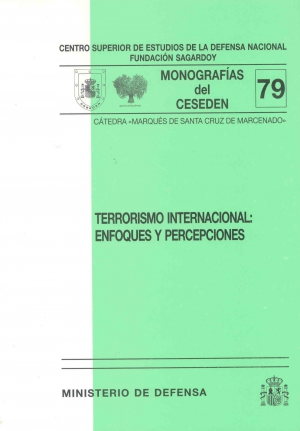 CENTRO SUPERIOR DE ESTUDIOS DE LA DEFENSA NACIONAL
FUNDACIÓN SAGARDOY
MONOGRAFÍAS
del
CESEDEN
79
CÁTEDRA «MARQUÉS DE SANTA CRUZ DE MARCENADO»
TERRORISMO INTERNACIONAL:
ENFOQUES Y PERCEPCIONES
MINISTERIO DE DEFENSA